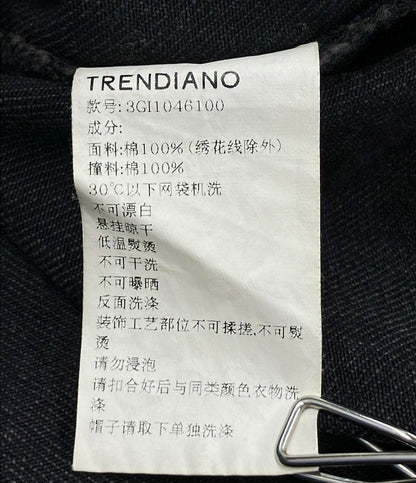 TRENDIANO
款号:3GI1046100
成分:
面料:棉100%(绣花线除外)
撞料:棉100%
30℃以下网袋机洗
不可漂白
悬挂晾干
低温熨烫
不可干洗
不可曝晒
反面洗涤
装饰工艺部位不可揉搓,不可熨
烫
请勿浸泡
请扣合好后与同类颜色衣物洗
涤
帽子请取下单独洗涤